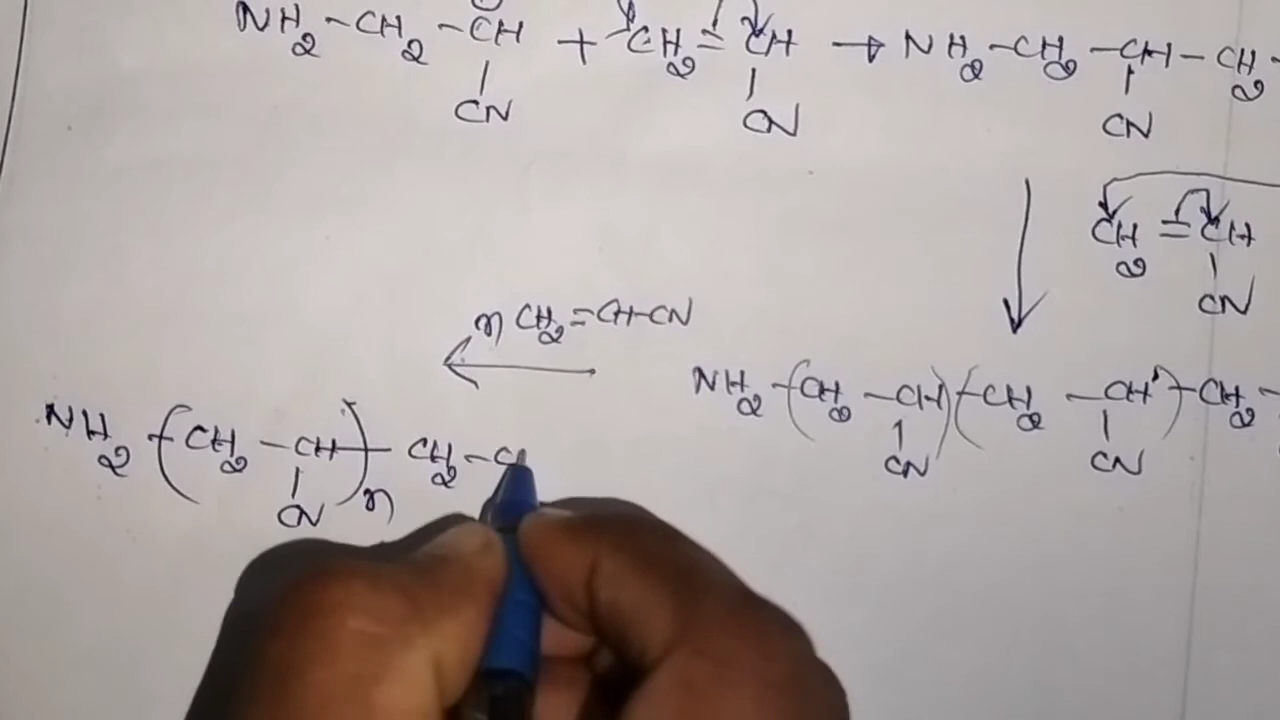 NH₂ - CH₂ - CH + CH₂ = CH → NH₂ - CH₂ - CH - CH₂ -
CN CN CN
CH₂ = CH
CN
n CH₂ = CH-CN
NH₂ -(CH₂ - CH)(CH₂ - CH)- CH₂ -
CN CN
NH₂ -(CH₂ - CH)n - CH₂ - C
CN